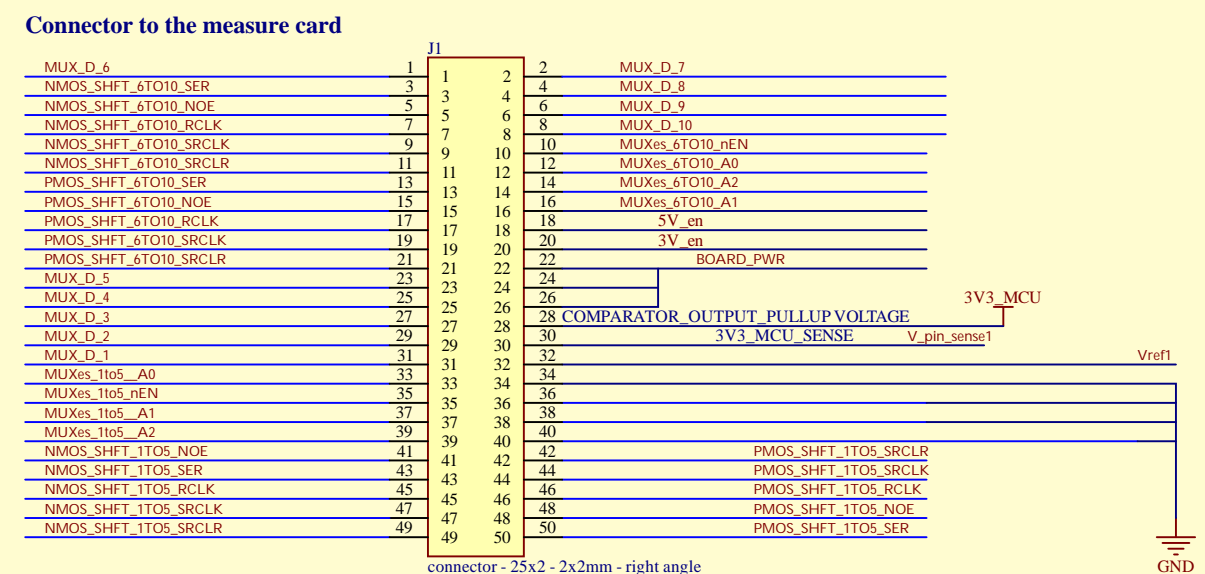 Connector to the measure card
J1
MUX_D_6 1 1 2 2 MUX_D_7
NMOS_SHFT_6TO10_SER 3 3 4 4 MUX_D_8
NMOS_SHFT_6TO10_NOE 5 5 6 6 MUX_D_9
NMOS_SHFT_6TO10_RCLK 7 7 8 8 MUX_D_10
NMOS_SHFT_6TO10_SRCLK 9 9 10 10 MUXes_6TO10_nEN
NMOS_SHFT_6TO10_SRCLR 11 11 12 12 MUXes_6TO10_A0
PMOS_SHFT_6TO10_SER 13 13 14 14 MUXes_6TO10_A2
PMOS_SHFT_6TO10_NOE 15 15 16 16 MUXes_6TO10_A1
PMOS_SHFT_6TO10_RCLK 17 17 18 18 5V_en
PMOS_SHFT_6TO10_SRCLK 19 19 20 20 3V_en
PMOS_SHFT_6TO10_SRCLR 21 21 22 22 BOARD_PWR
MUX_D_5 23 23 24 24
MUX_D_4 25 25 26 26 3V3_MCU
MUX_D_3 27 27 28 28 COMPARATOR_OUTPUT_PULLUP VOLTAGE
MUX_D_2 29 29 30 30 3V3_MCU_SENSE V_pin_sense1
MUX_D_1 31 31 32 32 Vref1
MUXes_1to5__A0 33 33 34 34
MUXes_1to5_nEN 35 35 36 36
MUXes_1to5__A1 37 37 38 38
MUXes_1to5__A2 39 39 40 40
NMOS_SHFT_1TO5_NOE 41 41 42 42 PMOS_SHFT_1TO5_SRCLR
NMOS_SHFT_1TO5_SER 43 43 44 44 PMOS_SHFT_1TO5_SRCLK
NMOS_SHFT_1TO5_RCLK 45 45 46 46 PMOS_SHFT_1TO5_RCLK
NMOS_SHFT_1TO5_SRCLK 47 47 48 48 PMOS_SHFT_1TO5_NOE
NMOS_SHFT_1TO5_SRCLR 49 49 50 50 PMOS_SHFT_1TO5_SER
connector - 25x2 - 2x2mm - right angle
GND